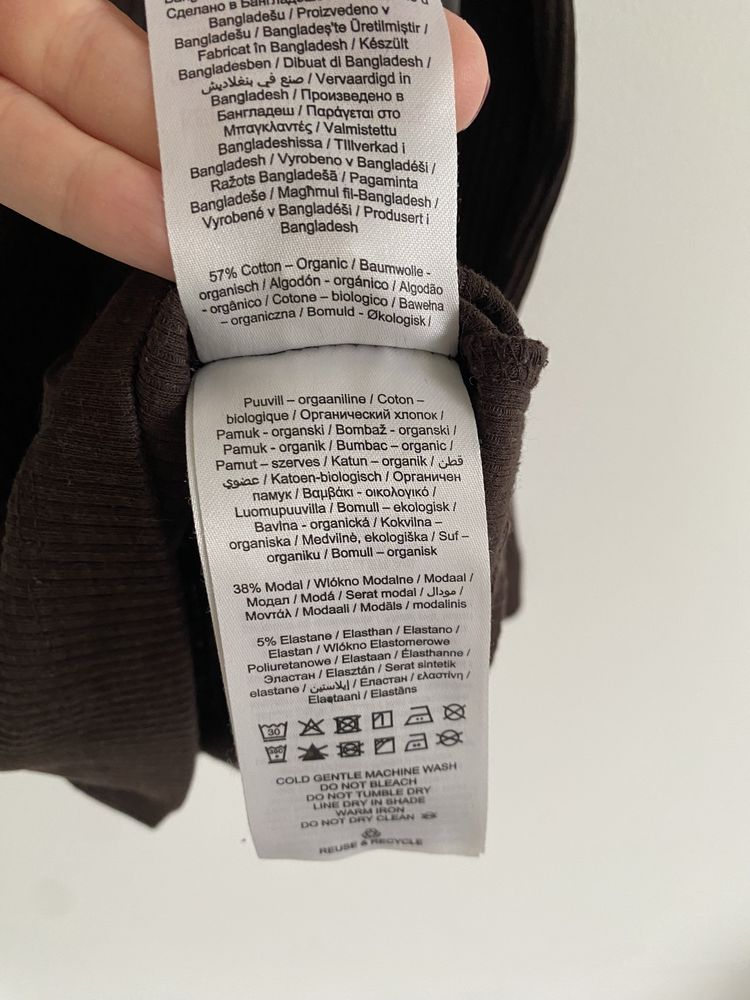 Сделано в Бангладеш
Bangladešu / Proizvedeno v
Bangladešu / Bangladeş'te Üretilmiştir /
Fabricat în Bangladesh / Készült
Bangladesben / Dibuat di Bangladesh /
صنع في بنغلاديش / Vervaardigd in
Bangladesh / Произведено в
Бангладеш / Παράγεται στο
Μπαγκλαντές / Valmistettu
Bangladeshissa / Tillverkad i
Bangladesh / Vyrobeno v Bangladéši /
Ražots Bangladešā / Pagaminta
Bangladeše / Magħmul fil-Bangladesh /
Vyrobené v Bangladéši / Produsert i
Bangladesh
57% Cotton – Organic / Baumwolle -
organisch / Algodón - orgánico / Algodão
- orgânico / Cotone – biologico / Bawełna
– organiczna / Bomuld - Økologisk /
Puuvill – orgaaniline / Coton –
biologique / Органический хлопок /
Pamuk - organski / Bombaž - organski /
Pamuk - organik / Bumbac – organic /
Pamut – szerves / Katun – organik / قطن
عضوي / Katoen-biologisch / Органичен
памук / Βαμβάκι - οικολογικό /
Luomupuuvilla / Bomull – ekologisk /
Bavlna - organická / Kokvilna –
organiska / Medvilnė, ekologiška / Suf –
organiku / Bomull – organisk
38% Modal / Włókno Modalne / Modaal /
Модал / Modă / Serat modal / مودال /
Μοντάλ / Modaali / Modāls / modalinis
5% Elastane / Elasthan / Elastano /
Elastan / Włókno Elastomerowe
Poliuretanowe / Elastaan / Élasthanne /
Эластан / Elasztán / Serat sintetik
elastane / إيلاستين / Еластан / ελαστίνη /
Elastaani / Elastāns
30
COLD GENTLE MACHINE WASH
DO NOT BLEACH
DO NOT TUMBLE DRY
LINE DRY IN SHADE
WARM IRON
DO NOT DRY CLEAN
REUSE & RECYCLE